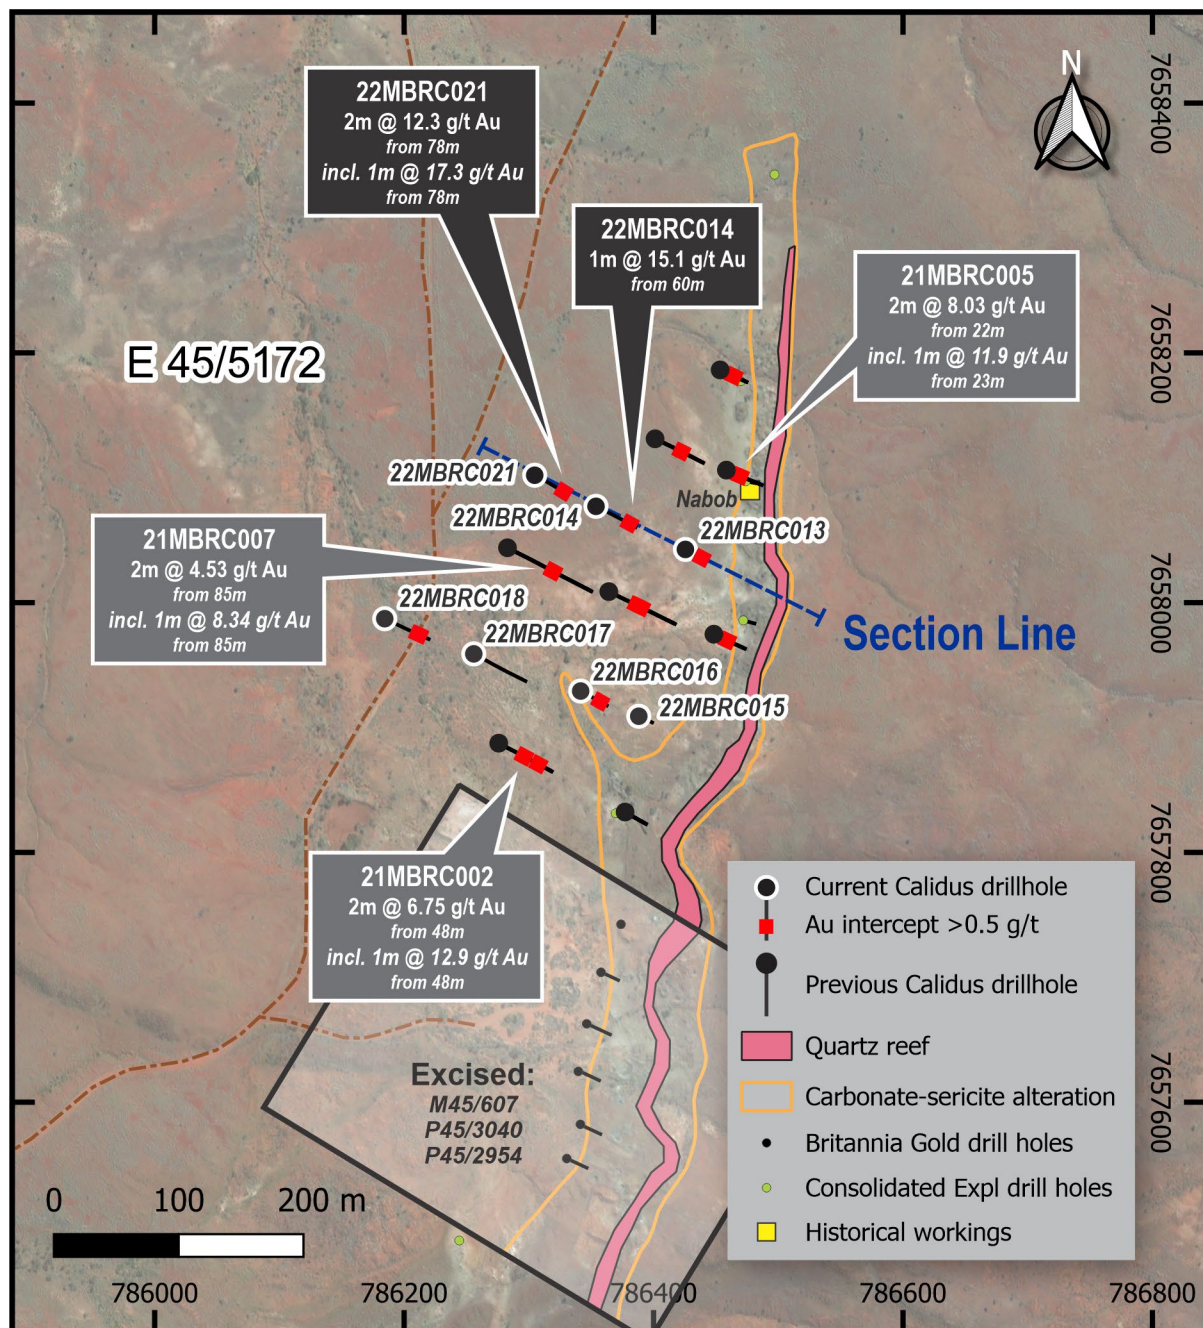 N
7658400
22MBRC021
2m @ 12.3 g/t Au
from 78m
incl. 1m @ 17.3 g/t Au
from 78m
22MBRC014
1m @ 15.1 g/t Au
from 60m
21MBRC005
2m @ 8.03 g/t Au
from 22m
incl. 1m @ 11.9 g/t Au
from 23m
7658200
E 45/5172
22MBRC021
Nabob
22MBRC014
22MBRC013
21MBRC007
2m @ 4.53 g/t Au
from 85m
incl. 1m @ 8.34 g/t Au
from 85m
22MBRC018
7658000
Section Line
22MBRC017
22MBRC016
22MBRC015
7657800
21MBRC002
2m @ 6.75 g/t Au
from 48m
incl. 1m @ 12.9 g/t Au
from 48m
Current Calidus drillhole
Au intercept >0.5 g/t
Previous Calidus drillhole
Quartz reef
Carbonate-sericite alteration
Britannia Gold drill holes
Consolidated Expl drill holes
Historical workings
7657600
Excised:
M45/607
P45/3040
P45/2954
0 100 200 m
786000 786200 786400 786600 786800